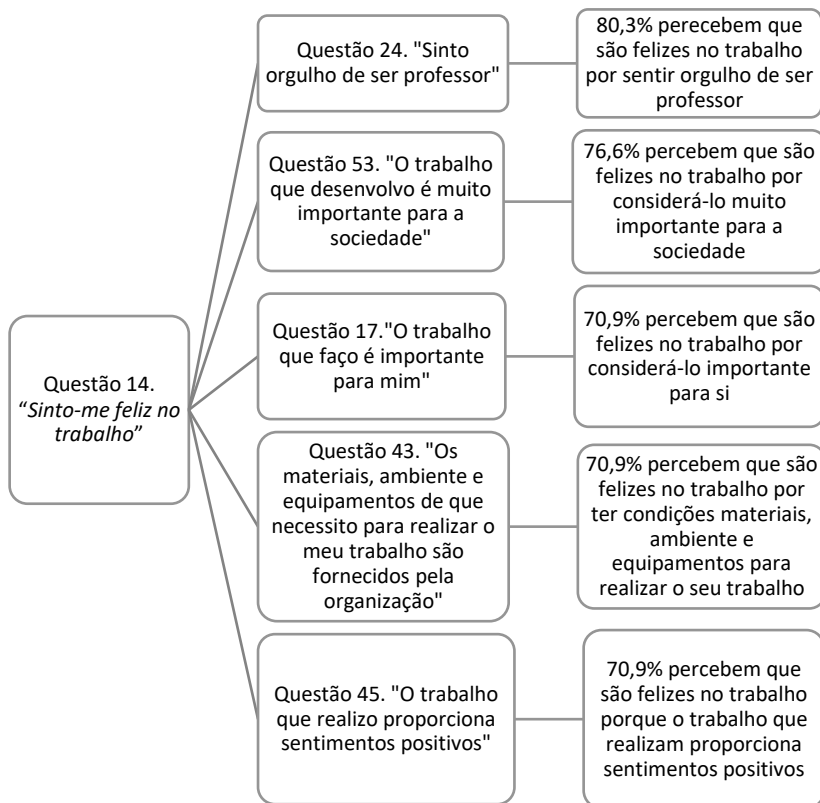 Questão 24. "Sinto
orgulho de ser professor"
80,3% perecebem que
são felizes no trabalho
por sentir orgulho de ser
professor
Questão 53. "O trabalho
que desenvolvo é muito
importante para a
sociedade"
76,6% percebem que são
felizes no trabalho por
considerá-lo muito
importante para a
sociedade
Questão 14.
“Sinto-me feliz no
trabalho”
Questão 17."O trabalho
que faço é importante
para mim"
70,9% percebem que são
felizes no trabalho por
considerá-lo importante
para si
Questão 43. "Os
materiais, ambiente e
equipamentos de que
necessito para realizar o
meu trabalho são
fornecidos pela
organização"
70,9% percebem que são
felizes no trabalho por
ter condições materiais,
ambiente e
equipamentos para
realizar o seu trabalho
Questão 45. "O trabalho
que realizo proporciona
sentimentos positivos"
70,9% percebem que
são felizes no trabalho
porque o trabalho que
realizam proporciona
sentimentos positivos